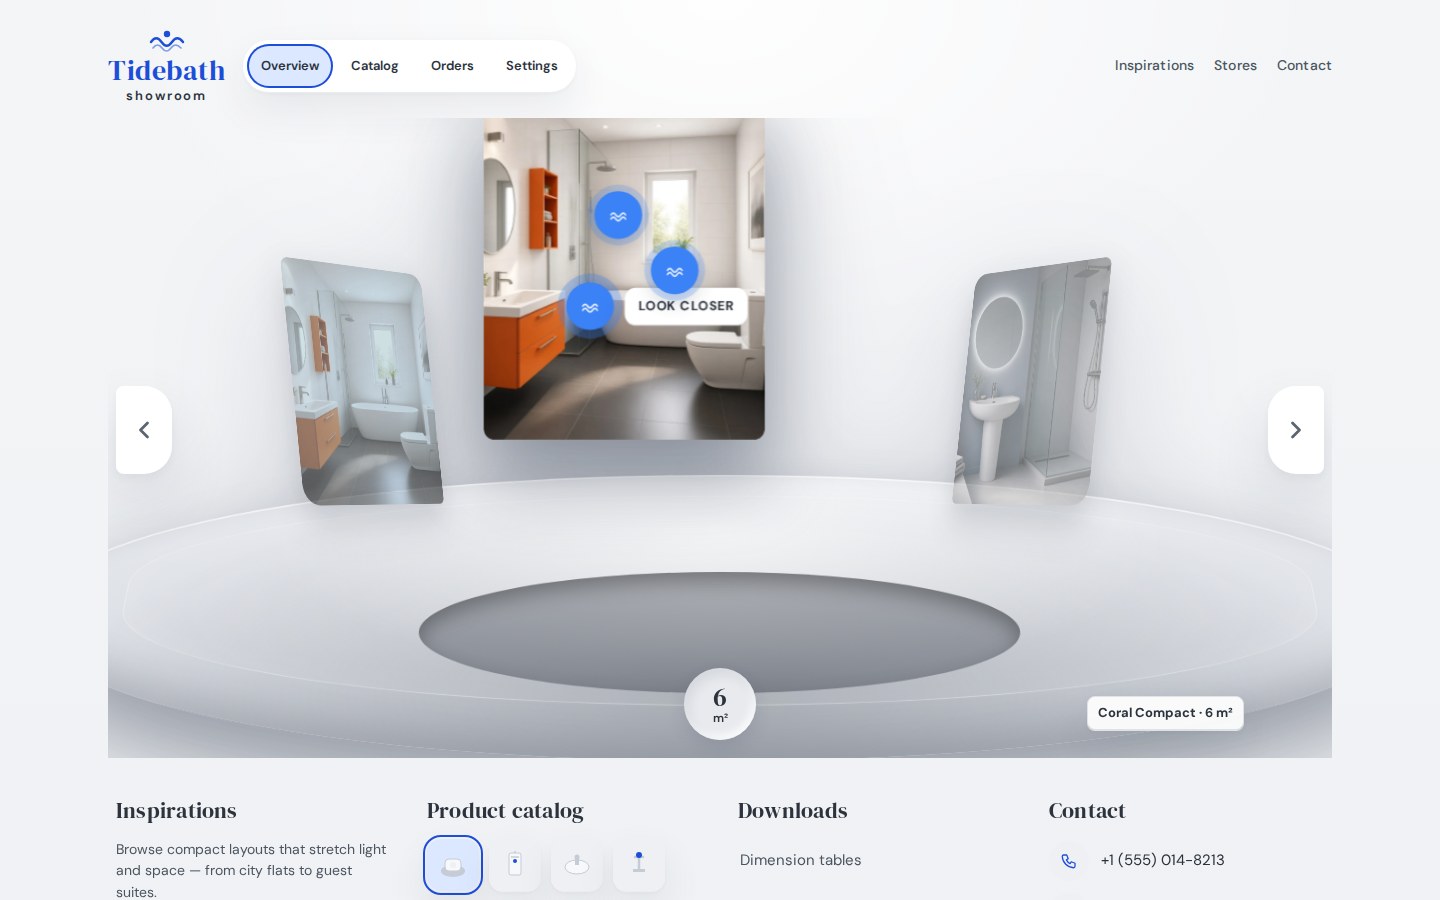 Tidebath
showroom
Overview
Catalog
Orders
Settings
Inspirations
Stores
Contact
LOOK CLOSER
6
m²
Coral Compact · 6 m²
Inspirations
Browse compact layouts that stretch light
and space — from city flats to guest
suites.
Product catalog
Downloads
Dimension tables
Contact
+1 (555) 014-8213